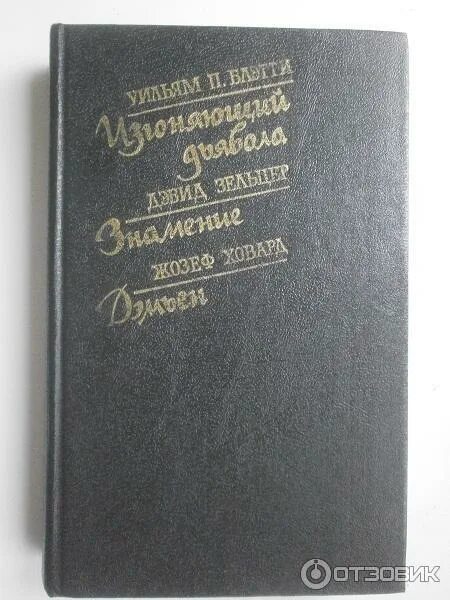 УИЛЬЯМ П. БЛЭТТИ
Изгоняющий
дьявола
ДЭВИД ЗЕЛЬЦЕР
Знамение
ЖОЗЕФ ХОВАРД
Дэмьен
ОТЗОВИК